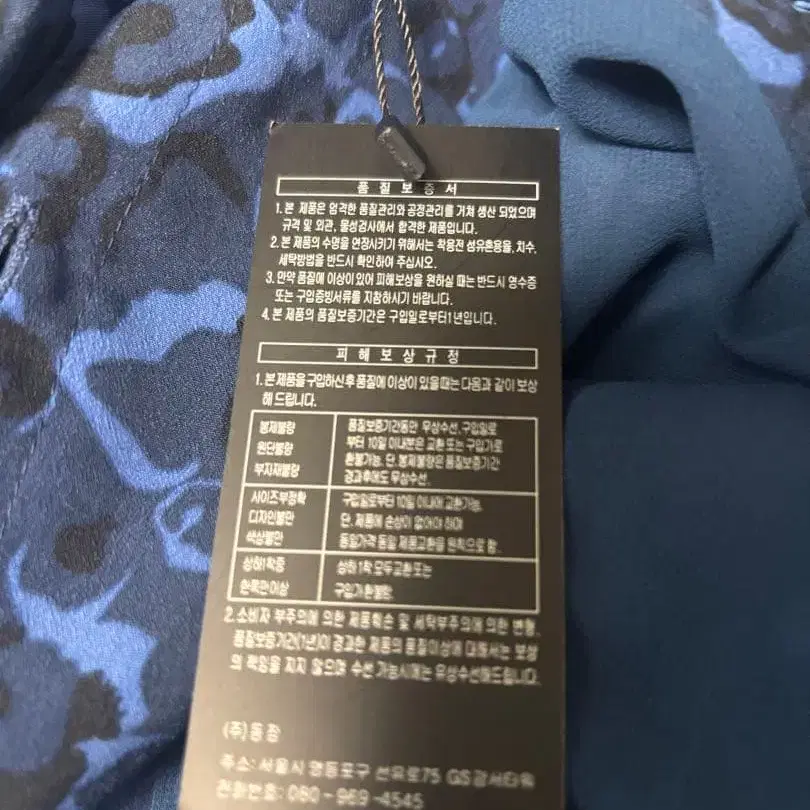 품 질 보 증 서
1. 본 제품은 엄격한 품질관리와 공정관리를 거쳐 생산 되었으며
규격 및 외관, 물성검사에서 합격한 제품입니다.
2. 본 제품의 수명을 연장시키기 위해서는 착용전 섬유혼용율, 치수,
세탁방법을 반드시 확인하여 주십시오.
3. 만약 품질에 이상이 있어 피해보상을 원하실 때는 반드시 영수증
또는 구입증빙서류를 지참하시기 바랍니다.
4. 본 제품의 품질보증기간은 구입일로부터 1년입니다.
피 해 보 상 규 정
1. 본 제품을 구입하신후 품질에 이상이 있을때는 다음과 같이 보상
해 드립니다.
봉제불량
원단불량
부자재불량
품질보증기간동안 무상수선, 구입일로
부터 10일 이내분은 교환 또는 구입가로
환불가능. 단, 봉제불량은 품질보증기간
경과후에도 무상수선.
사이즈부정확
디자인불만
색상불만
구입일로부터 10일 이내에 교환가능.
단, 제품에 손상이 없어야 하며
동일가격 동일 제품교환을 원칙으로 함.
상하1착중
한쪽만이상
상하 1착 모두교환 또는
구입가환불함.
2. 소비자 부주의에 의한 제품훼손 및 세탁부주의에 의한 변형,
품질보증기간(1년)이 경과한 제품의 품질이상에 대해서는 보상
의 책임을 지지 않으며 수선 가능시에는 유상수선해드립니다.
(주)동장
주소: 서울시 영등포구 선유로75 GS강서타워
전화번호: 080-969-4545